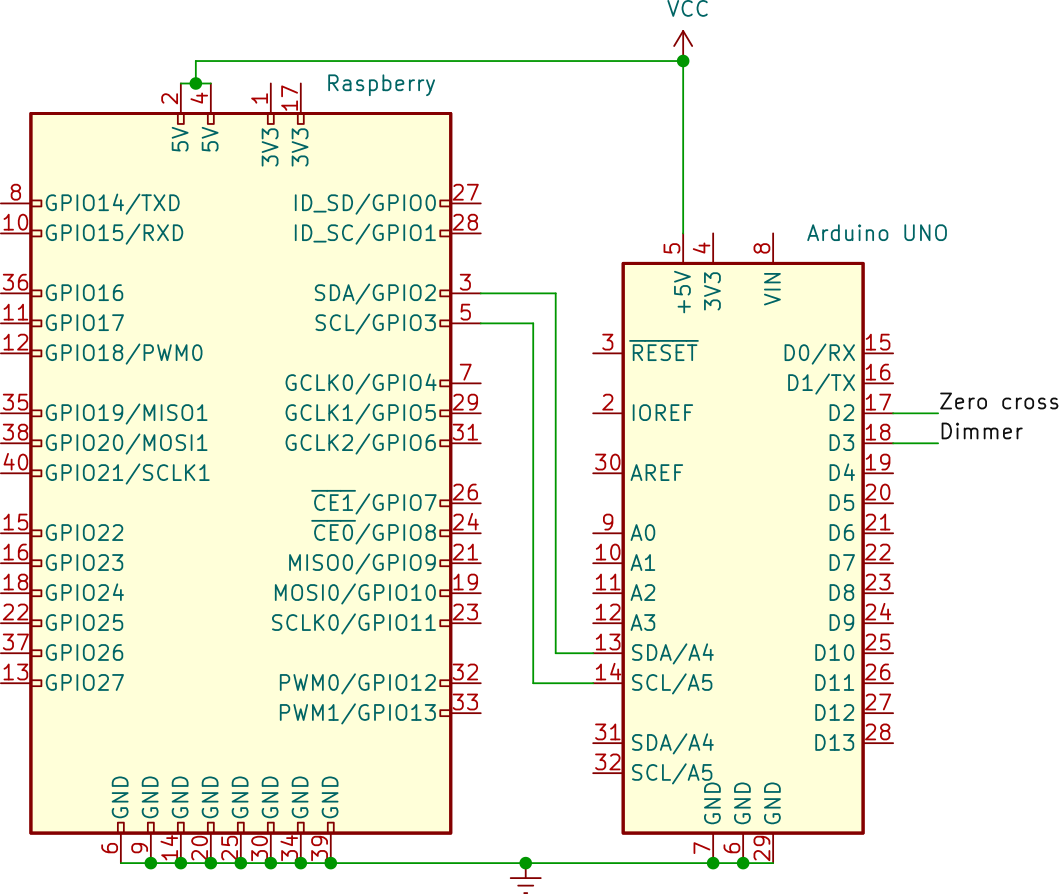 VCC
Raspberry
2 4 1 17
5V 5V 3V3 3V3
8 GPIO14/TXD ID_SD/GPIO0 27
10 GPIO15/RXD ID_SC/GPIO1 28
36 GPIO16 SDA/GPIO2 3
11 GPIO17 SCL/GPIO3 5
12 GPIO18/PWM0
GCLK0/GPIO4 7
35 GPIO19/MISO1 GCLK1/GPIO5 29
38 GPIO20/MOSI1 GCLK2/GPIO6 31
40 GPIO21/SCLK1
CE1/GPIO7 26
15 GPIO22 CE0/GPIO8 24
16 GPIO23 MISO0/GPIO9 21
18 GPIO24 MOSI0/GPIO10 19
22 GPIO25 SCLK0/GPIO11 23
37 GPIO26
13 GPIO27 PWM0/GPIO12 32
PWM1/GPIO13 33
GND GND GND GND GND GND GND GND
6 9 14 20 25 30 34 39
Arduino UNO
5 4 8
+5V 3V3 VIN
3 RESET D0/RX 15
D1/TX 16
2 IOREF D2 17 Zero cross
D3 18 Dimmer
30 AREF D4 19
D5 20
9 A0 D6 21
10 A1 D7 22
11 A2 D8 23
12 A3 D9 24
13 SDA/A4 D10 25
14 SCL/A5 D11 26
D12 27
31 SDA/A4 D13 28
32 SCL/A5
GND GND GND
7 6 29